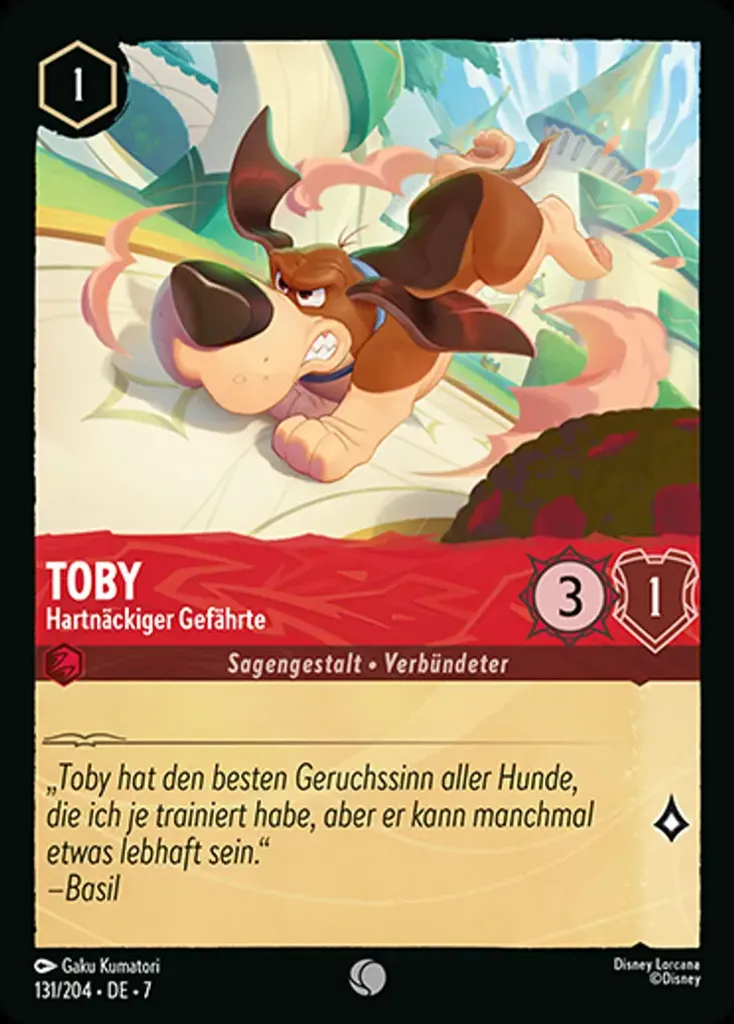 1
TOBY
Hartnäckiger Gefährte
3
1
Sagengestalt • Verbündeter
„Toby hat den besten Geruchssinn aller Hunde,
die ich je trainiert habe, aber er kann manchmal
etwas lebhaft sein.“
–Basil
Gaku Kumatori
131/204 • DE • 7
Disney Lorcana
©Disney